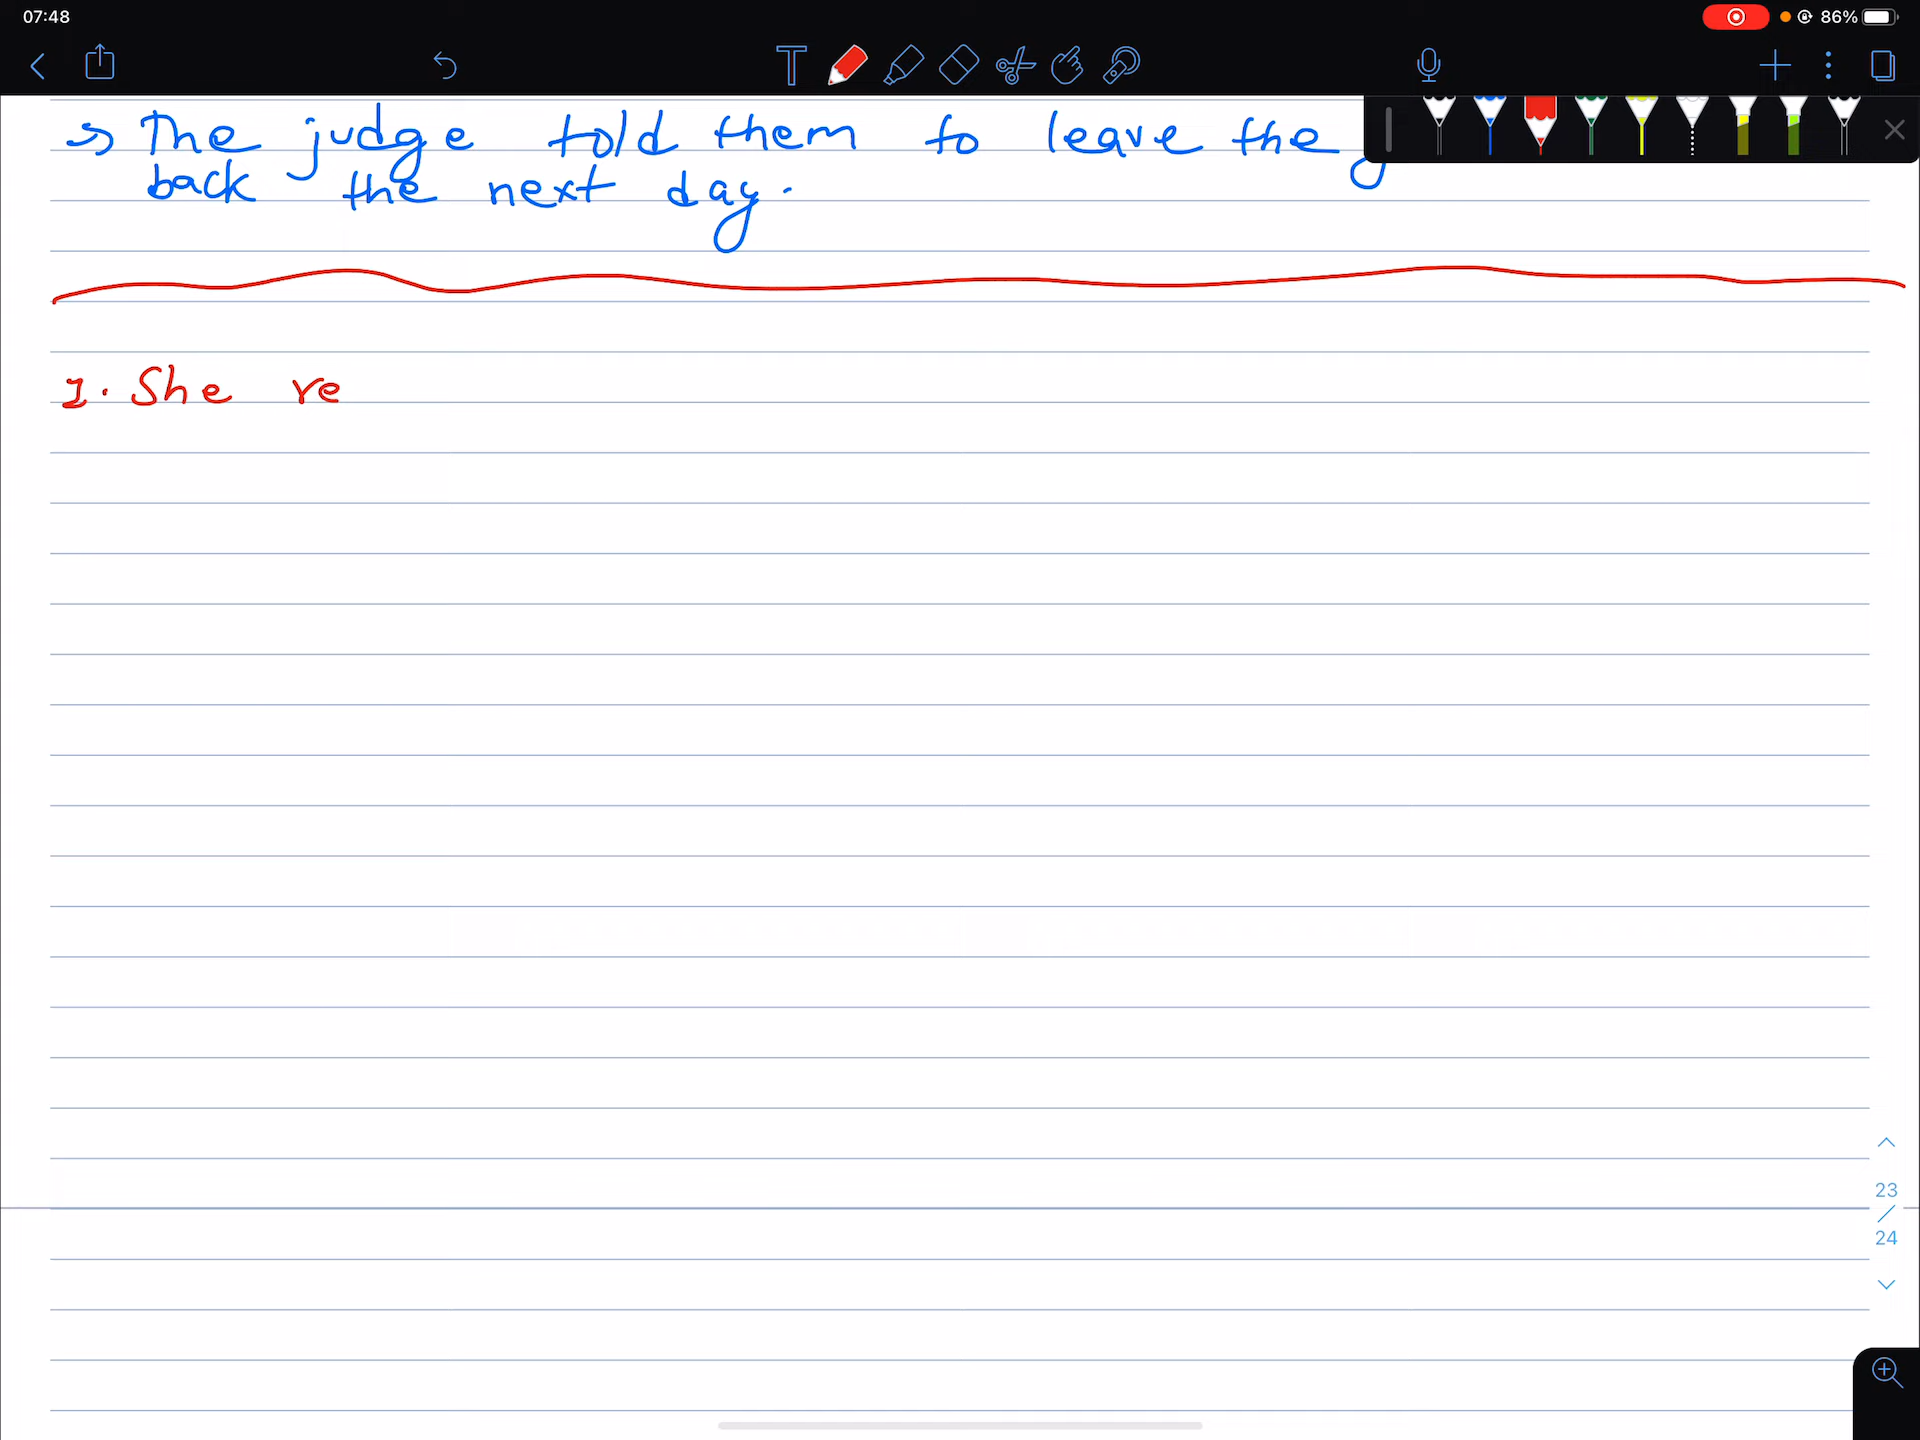 07:48
86%
→ The judge told them to leave the
back the next day.
1. She re
23
/
24